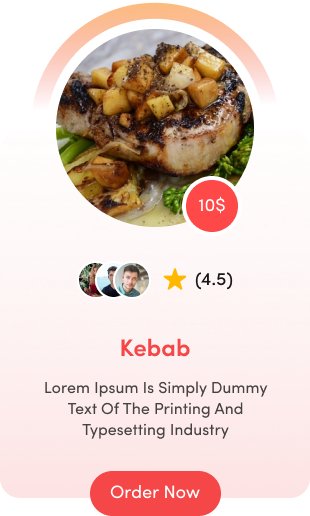 10$
(4.5)
Kebab
Lorem Ipsum Is Simply Dummy
Text Of The Printing And
Typesetting Industry
Order Now